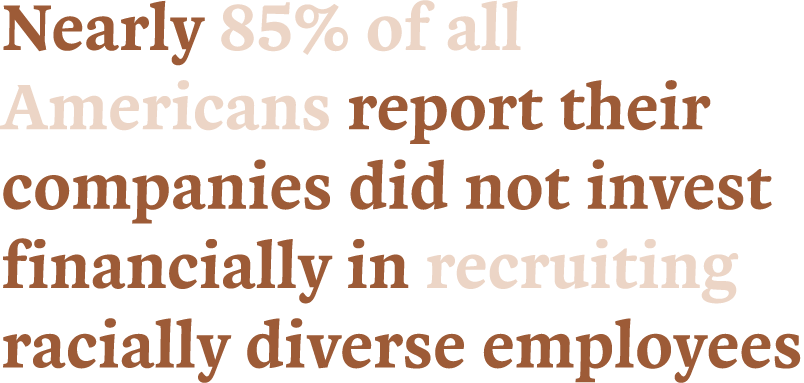 Nearly 85% of all
Americans report their
companies did not invest
financially in recruiting
racially diverse employees